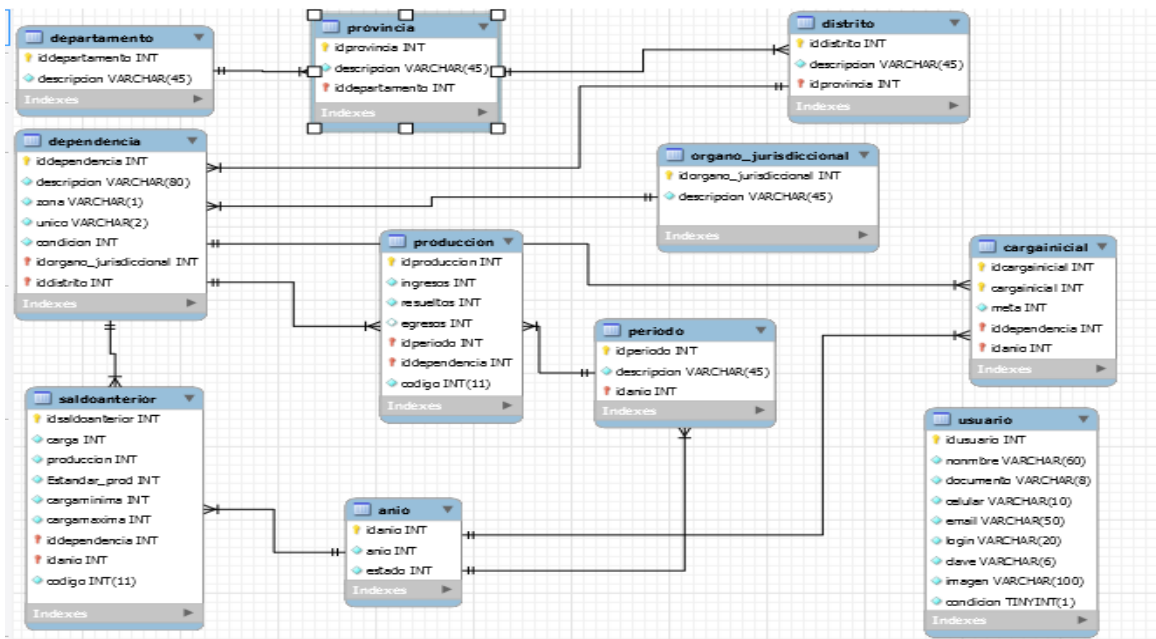 departamento
iddepartamento INT
descripcion VARCHAR(45)
Indexes
provincia
idprovincia INT
descripcion VARCHAR(45)
iddepartamento INT
Indexes
distrito
iddistrito INT
descripcion VARCHAR(45)
idprovincia INT
Indexes
dependencia
iddependencia INT
descripcion VARCHAR(80)
zona VARCHAR(1)
unico VARCHAR(2)
condicion INT
idorgano_jurisdiccional INT
iddistrito INT
Indexes
organo_jurisdiccional
idorgano_jurisdiccional INT
descripcion VARCHAR(45)
Indexes
produccion
idproduccion INT
ingresos INT
resueltos INT
egresos INT
idperiodo INT
iddependencia INT
codigo INT(11)
Indexes
cargainicial
idcargainicial INT
cargainicial INT
meta INT
iddependencia INT
idanio INT
Indexes
periodo
idperiodo INT
descripcion VARCHAR(45)
idanio INT
Indexes
saldoanterior
idsaldoanterior INT
carga INT
produccion INT
Estandar_prod INT
cargaminima INT
cargamaxima INT
iddependencia INT
idanio INT
codigo INT(11)
Indexes
anio
idanio INT
anio INT
estado INT
Indexes
usuario
idusuario INT
nonmbre VARCHAR(60)
documento VARCHAR(8)
celular VARCHAR(10)
email VARCHAR(50)
login VARCHAR(20)
clave VARCHAR(6)
imagen VARCHAR(100)
condicion TINYINT(1)
Indexes